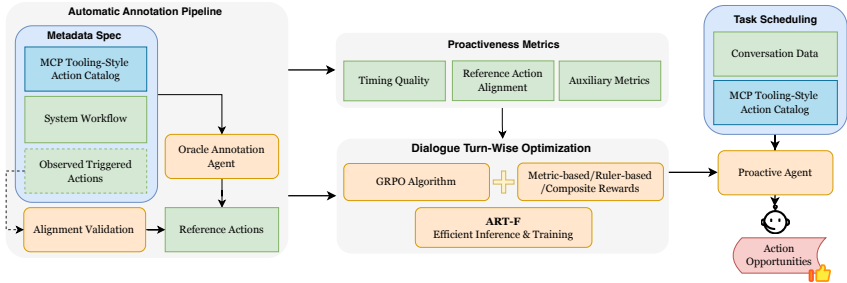 Automatic Annotation Pipeline
Metadata Spec
MCP Tooling-Style
Action Catalog
System Workflow
Observed Triggered
Actions
Oracle Annotation
Agent
Alignment Validation
Reference Actions
Proactiveness Metrics
Timing Quality
Reference Action
Alignment
Auxiliary Metrics
Dialogue Turn-Wise Optimization
GRPO Algorithm
Metric-based/Ruler-based
/Composite Rewards
ART-F
Efficient Inference & Training
Task Scheduling
Conversation Data
MCP Tooling-Style
Action Catalog
Proactive Agent
Action
Opportunities